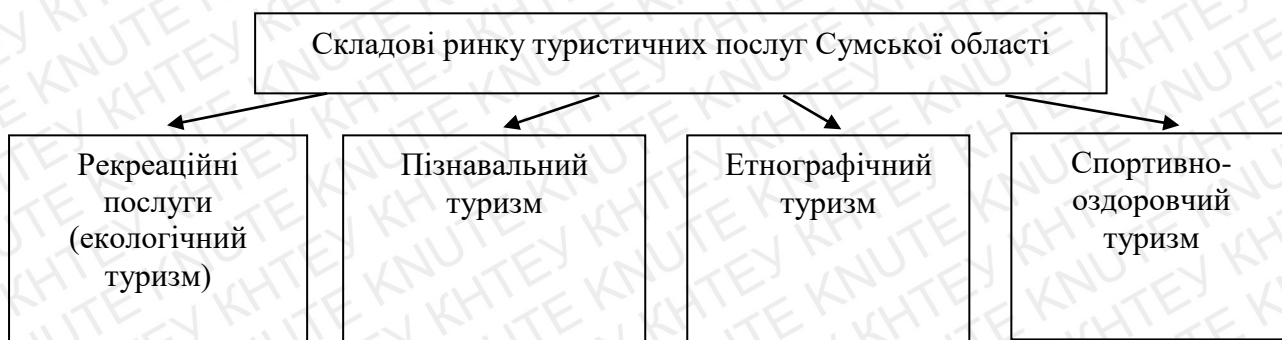 Складові ринку туристичних послуг Сумської області
Рекреаційні
послуги
(екологічний
туризм)
Пізнавальний
туризм
Етнографічний
туризм
Спортивно-
оздоровчий
туризм